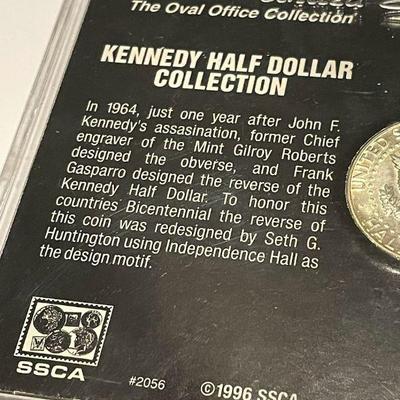 The Oval Office Collection
KENNEDY HALF DOLLAR
COLLECTION
In 1964, just one year after John F.
Kennedy's assasination, former Chief
engraver of the Mint Gilroy Roberts
designed the obverse, and Frank
Gasparro designed the reverse of the
Kennedy Half Dollar. To honor this
countries Bicentennial the reverse of
this coin was redesigned by Seth G.
Huntington using Independence Hall as
the design motif.
UNITED S
HALF
SSCA
#2056
©1996 SSCA